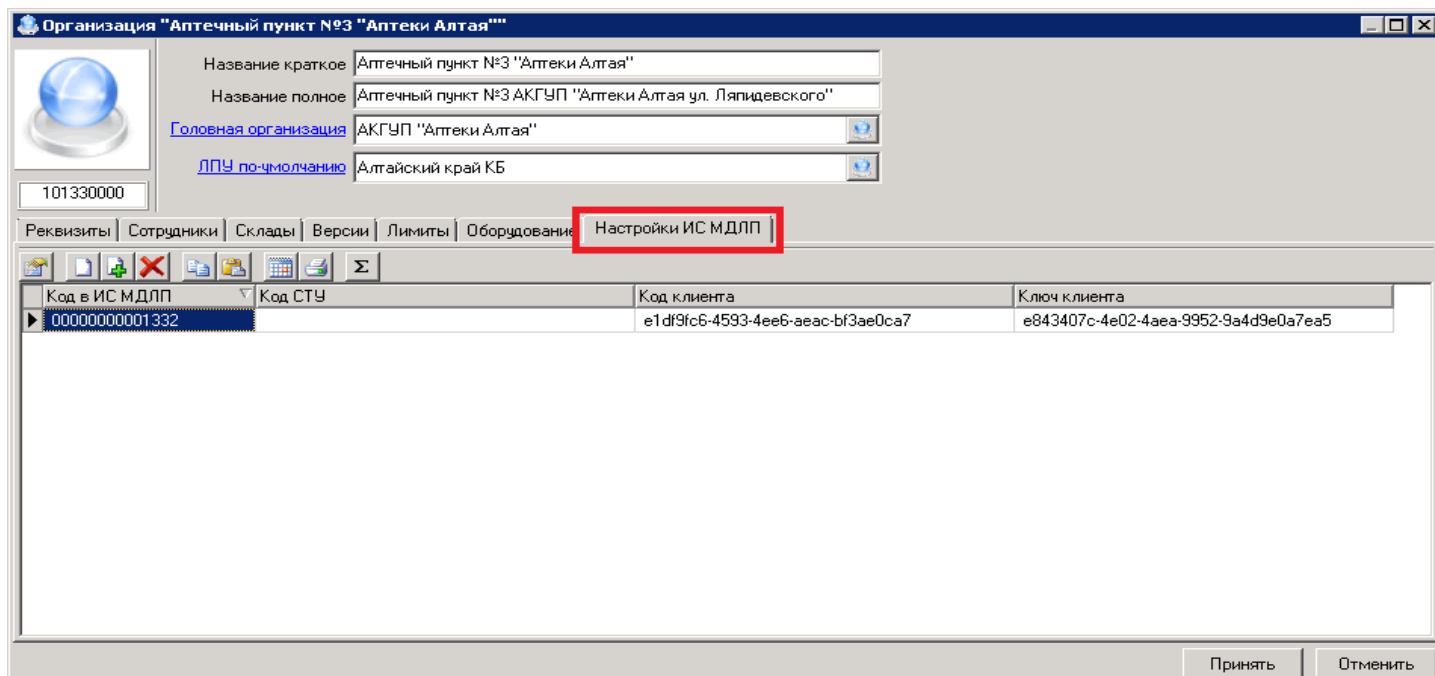 Организация "Аптечный пункт №3 "Аптеки Алтая""
Название краткое Аптечный пункт №3 "Аптеки Алтая"
Название полное Аптечный пункт №3 АКГУП "Аптеки Алтая ул. Ляпидевского"
Головная организация АКГУП "Аптеки Алтая"
ЛПУ по-умолчанию Алтайский край КБ
101330000
Реквизиты Сотрудники Склады Версии Лимиты Оборудование Настройки ИС МДЛП
Σ
Код в ИС МДЛП Код СТУ Код клиента Ключ клиента
00000000001332 e1df9fc6-4593-4ee6-aeac-bf3ae0ca7 e843407c-4e02-4aea-9952-9a4d9e0a7ea5
Принять Отменить